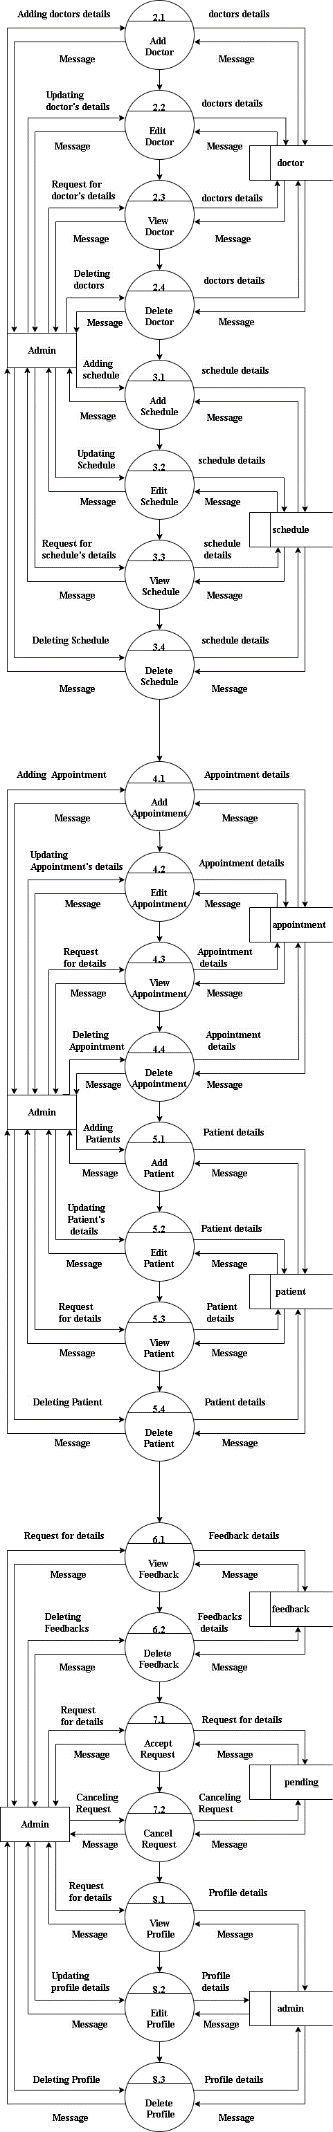 Adding doctors details
2.1
doctors details
Add
Doctor
Message
Message
Updating
doctor's details
2.2
doctors details
Edit
Doctor
Message
Message
doctor
Request for
doctor's details
2.3
doctors details
View
Doctor
Message
Message
Deleting
doctors
2.4
doctors details
Delete
Doctor
Message
Message
Admin
Adding
schedule
3.1
schedule details
Add
Schedule
Message
Message
Updating
Schedule
3.2
schedule details
Edit
Schedule
Message
Message
schedule
Request for
schedule's details
3.3
schedule
details
View
Schedule
Message
Message
Deleting Schedule
3.4
schedule details
Delete
Schedule
Message
Message
Adding Appointment
4.1
Appointment details
Add
Appointment
Message
Message
Updating
Appointment's details
4.2
Appointment details
Edit
Appointment
Message
Message
appointment
Request
for details
4.3
Appointment
details
View
Appointment
Message
Message
Deleting
Appointment
4.4
Appointment
details
Delete
Appointment
Message
Message
Admin
Adding
Patients
5.1
Patient details
Add
Patient
Message
Message
Updating
Patient's
details
5.2
Patient details
Edit
Patient
Message
Message
patient
Request
for details
5.3
Patient
details
View
Patient
Message
Message
Deleting Patient
5.4
Patient details
Delete
Patient
Message
Message
Request for details
6.1
Feedback details
View
Feedback
Message
Message
feedback
Deleting
Feedbacks
6.2
Feedbacks
details
Delete
Feedback
Message
Message
Request
for details
7.1
Request for details
Accept
Request
Message
Message
pending
Canceling
Request
7.2
Canceling
Request
Cancel
Request
Message
Message
Admin
Request
for details
8.1
Profile details
View
Profile
Message
Message
Updating
profile details
8.2
Profile
details
Edit
Profile
Message
Message
admin
Deleting Profile
8.3
Profile details
Delete
Profile
Message
Message